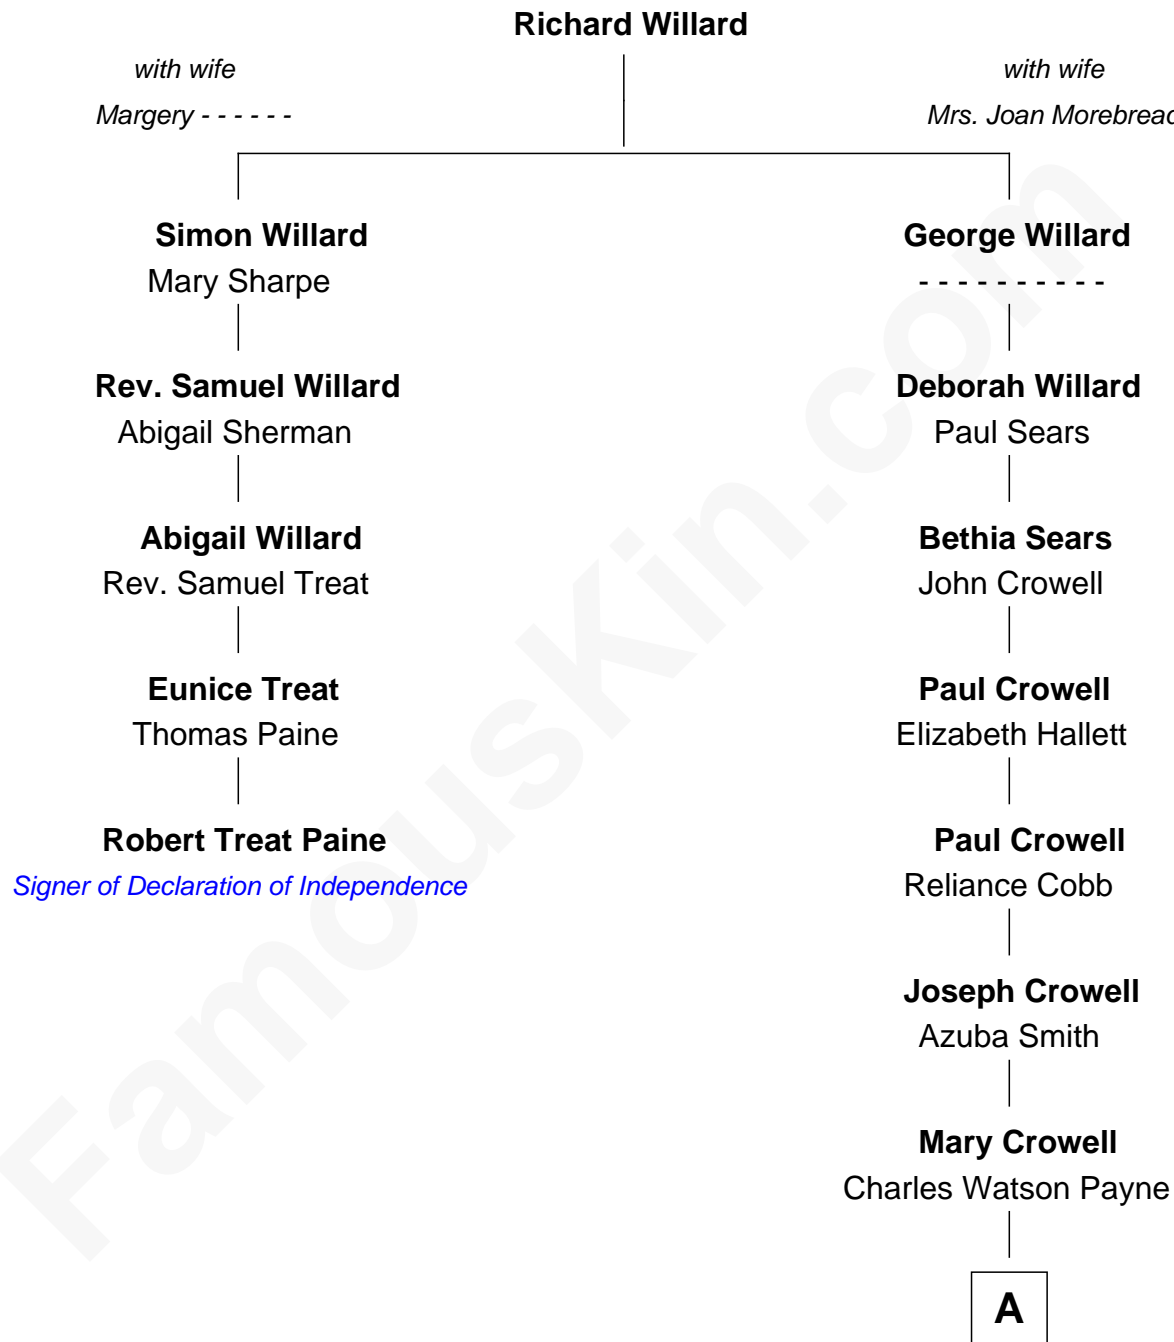 Richard Willard
with wife
Margery - - - - - -
with wife
Mrs. Joan
Simon Willard
Mary Sharpe
George Willard
- - - - - - - - - -
Rev. Samuel Willard
Abigail Sherman
Deborah Willard
Paul Sears
Abigail Willard
Rev. Samuel Treat
Bethia Sears
John Crowell
Eunice Treat
Thomas Paine
Paul Crowell
Elizabeth Hallett
Robert Treat Paine
Signer of Declaration of Independence
Paul Crowell
Reliance Cobb
Joseph Crowell
Azuba Smith
Mary Crowell
Charles Watson Payne
A
FamousKin.com